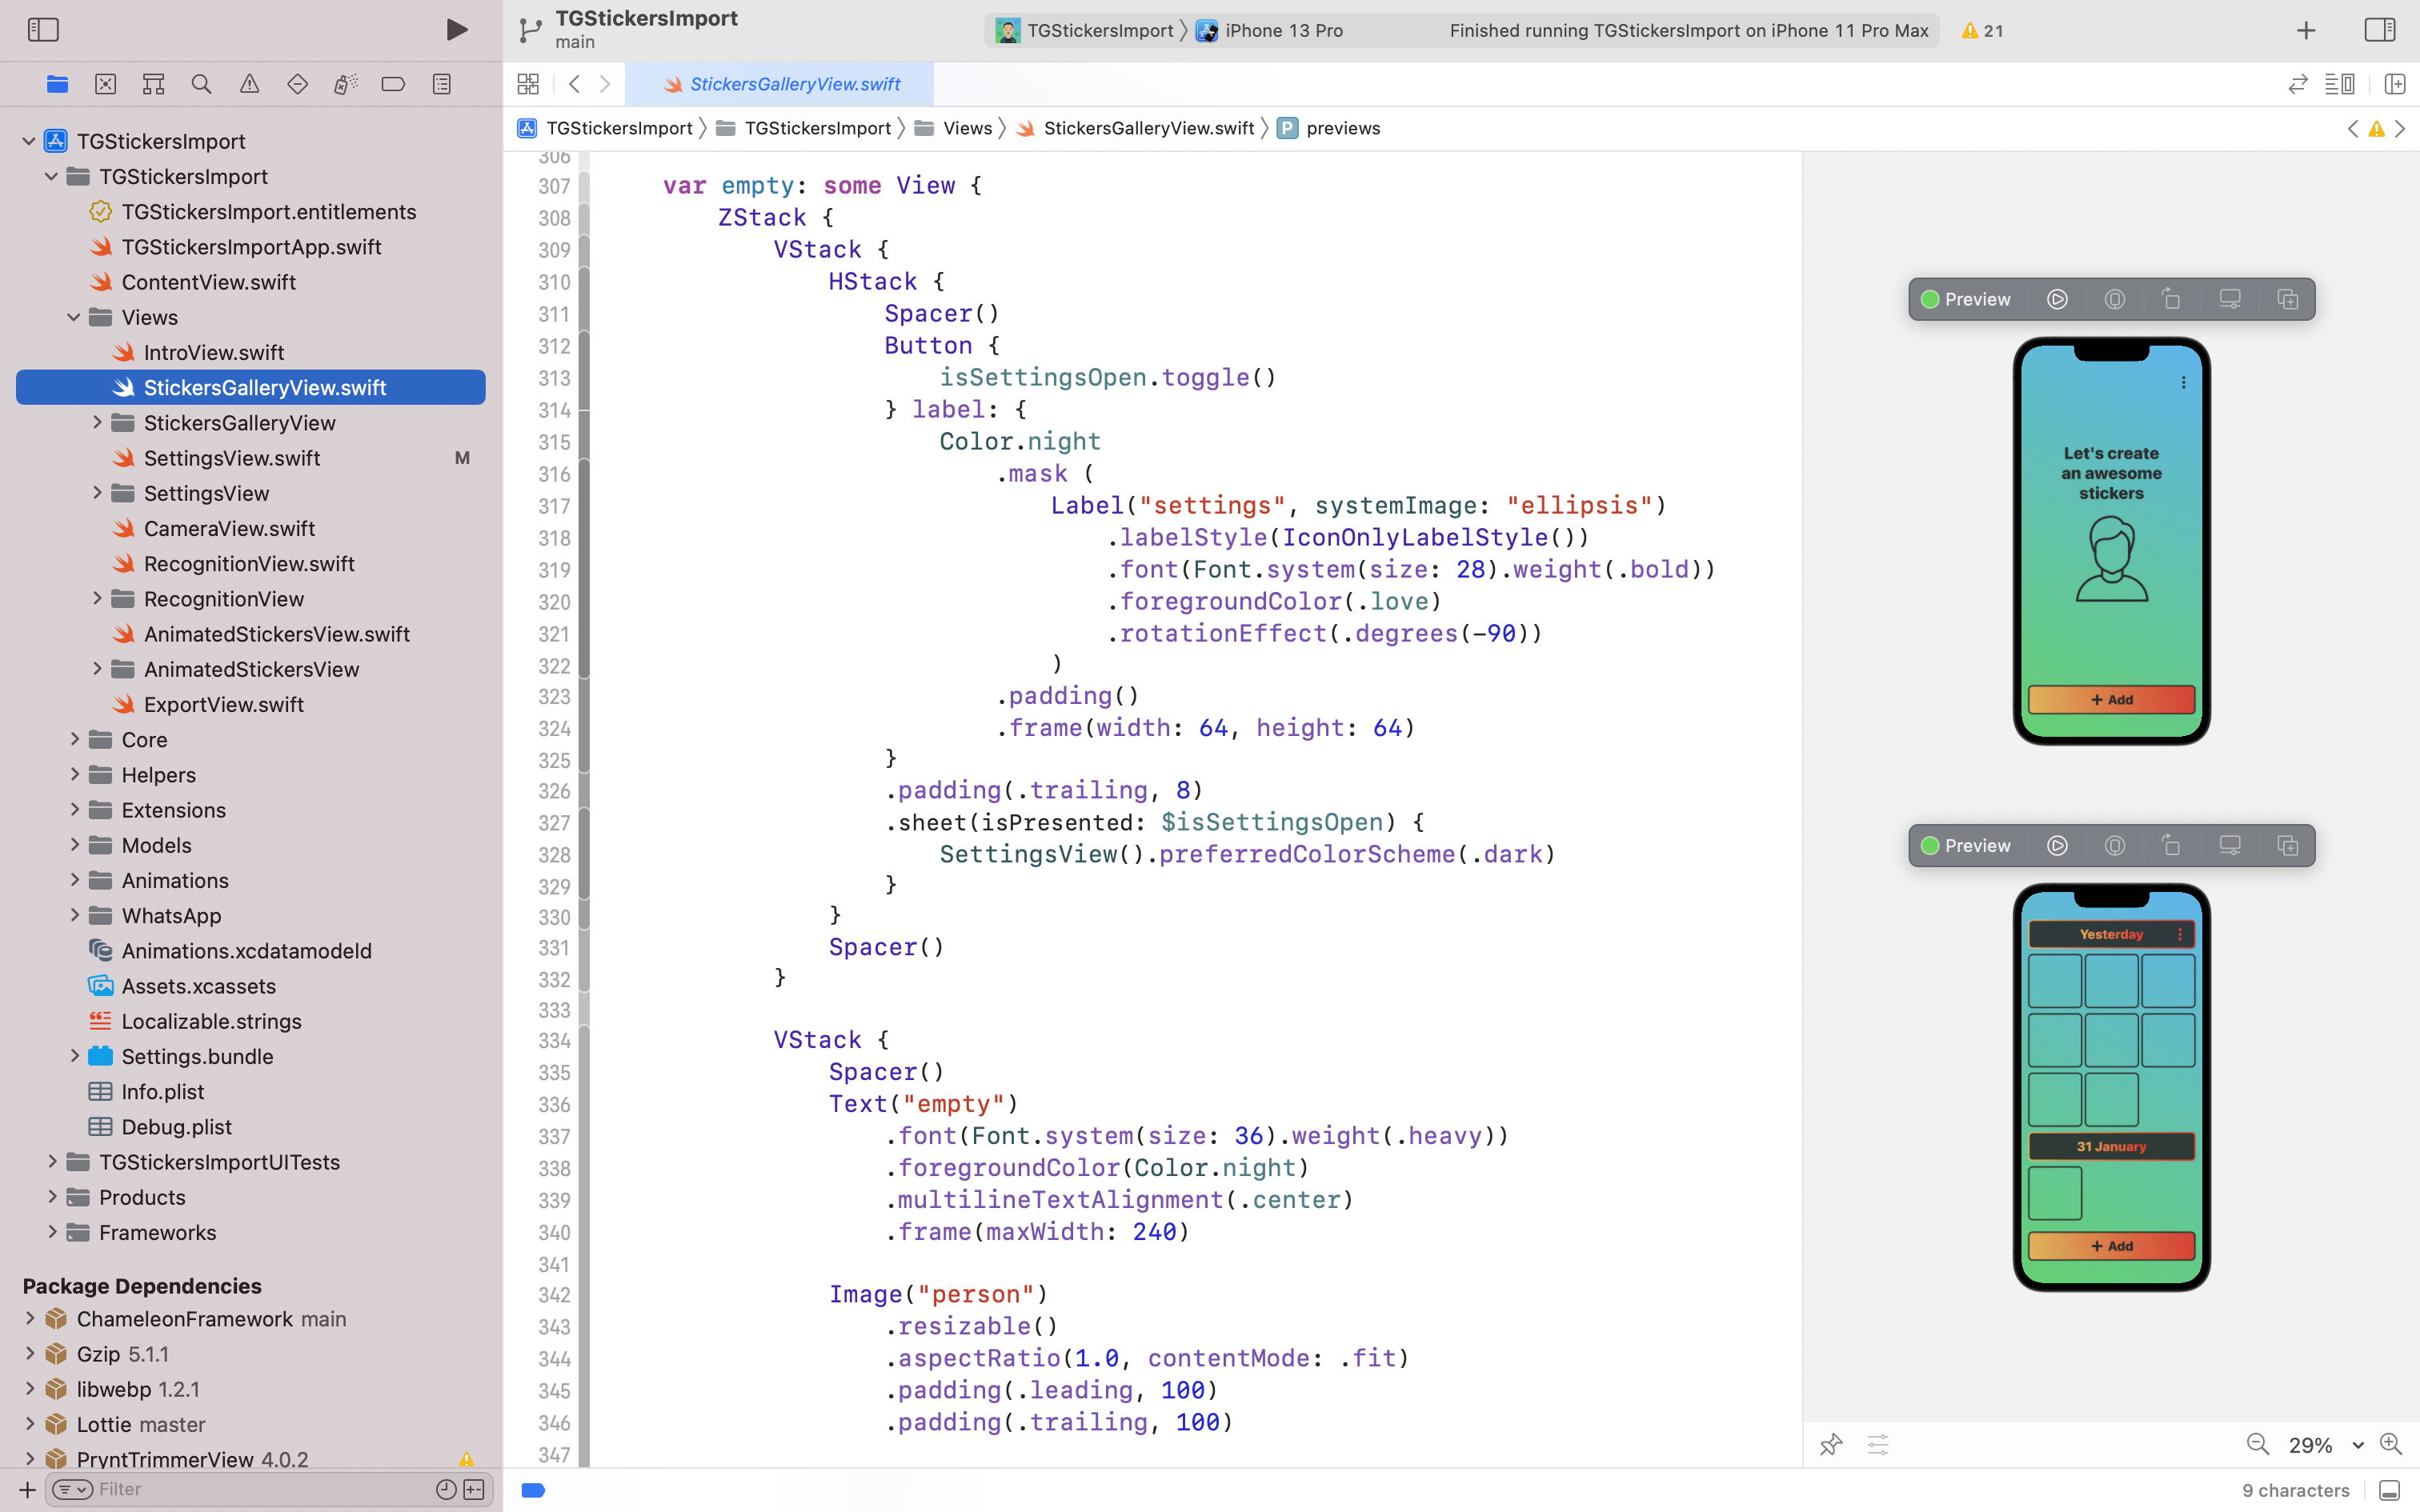 TGStickersImport
main
TGStickersImport
iPhone 13 Pro
Finished running TGStickersImport on iPhone 11 Pro Max
21
StickersGalleryView.swift
TGStickersImport
TGStickersImport
Views
StickersGalleryView.swift
P
previews
TGStickersImport
TGStickersImport
TGStickersImport.entitlements
TGStickersImportApp.swift
ContentView.swift
Views
IntroView.swift
StickersGalleryView.swift
StickersGalleryView
SettingsView.swift M
SettingsView
CameraView.swift
RecognitionView.swift
RecognitionView
AnimatedStickersView.swift
AnimatedStickersView
ExportView.swift
Core
Helpers
Extensions
Models
Animations
WhatsApp
Animations.xcdatamodeld
Assets.xcassets
Localizable.strings
Settings.bundle
Info.plist
Debug.plist
TGStickersImportUITests
Products
Frameworks
Package Dependencies
ChameleonFramework main
Gzip 5.1.1
libwebp 1.2.1
Lottie master
PryntTrimmerView 4.0.2
Filter
306
307 var empty: some View {
308 ZStack {
309 VStack {
310 HStack {
311 Spacer()
312 Button {
313 isSettingsOpen.toggle()
314 } label: {
315 Color.night
316 .mask (
317 Label("settings", systemImage: "ellipsis")
318 .labelStyle(IconOnlyLabelStyle())
319 .font(Font.system(size: 28).weight(.bold))
320 .foregroundColor(.love)
321 .rotationEffect(.degrees(-90))
322 )
323 .padding()
324 .frame(width: 64, height: 64)
325 }
326 .padding(.trailing, 8)
327 .sheet(isPresented: $isSettingsOpen) {
328 SettingsView().preferredColorScheme(.dark)
329 }
330 }
331 Spacer()
332 }
333
334 VStack {
335 Spacer()
336 Text("empty")
337 .font(Font.system(size: 36).weight(.heavy))
338 .foregroundColor(Color.night)
339 .multilineTextAlignment(.center)
340 .frame(maxWidth: 240)
341
342 Image("person")
343 .resizable()
344 .aspectRatio(1.0, contentMode: .fit)
345 .padding(.leading, 100)
346 .padding(.trailing, 100)
347
Preview
Let's create
an awesome
stickers
+ Add
Preview
Yesterday
31 January
+ Add
29%
9 characters